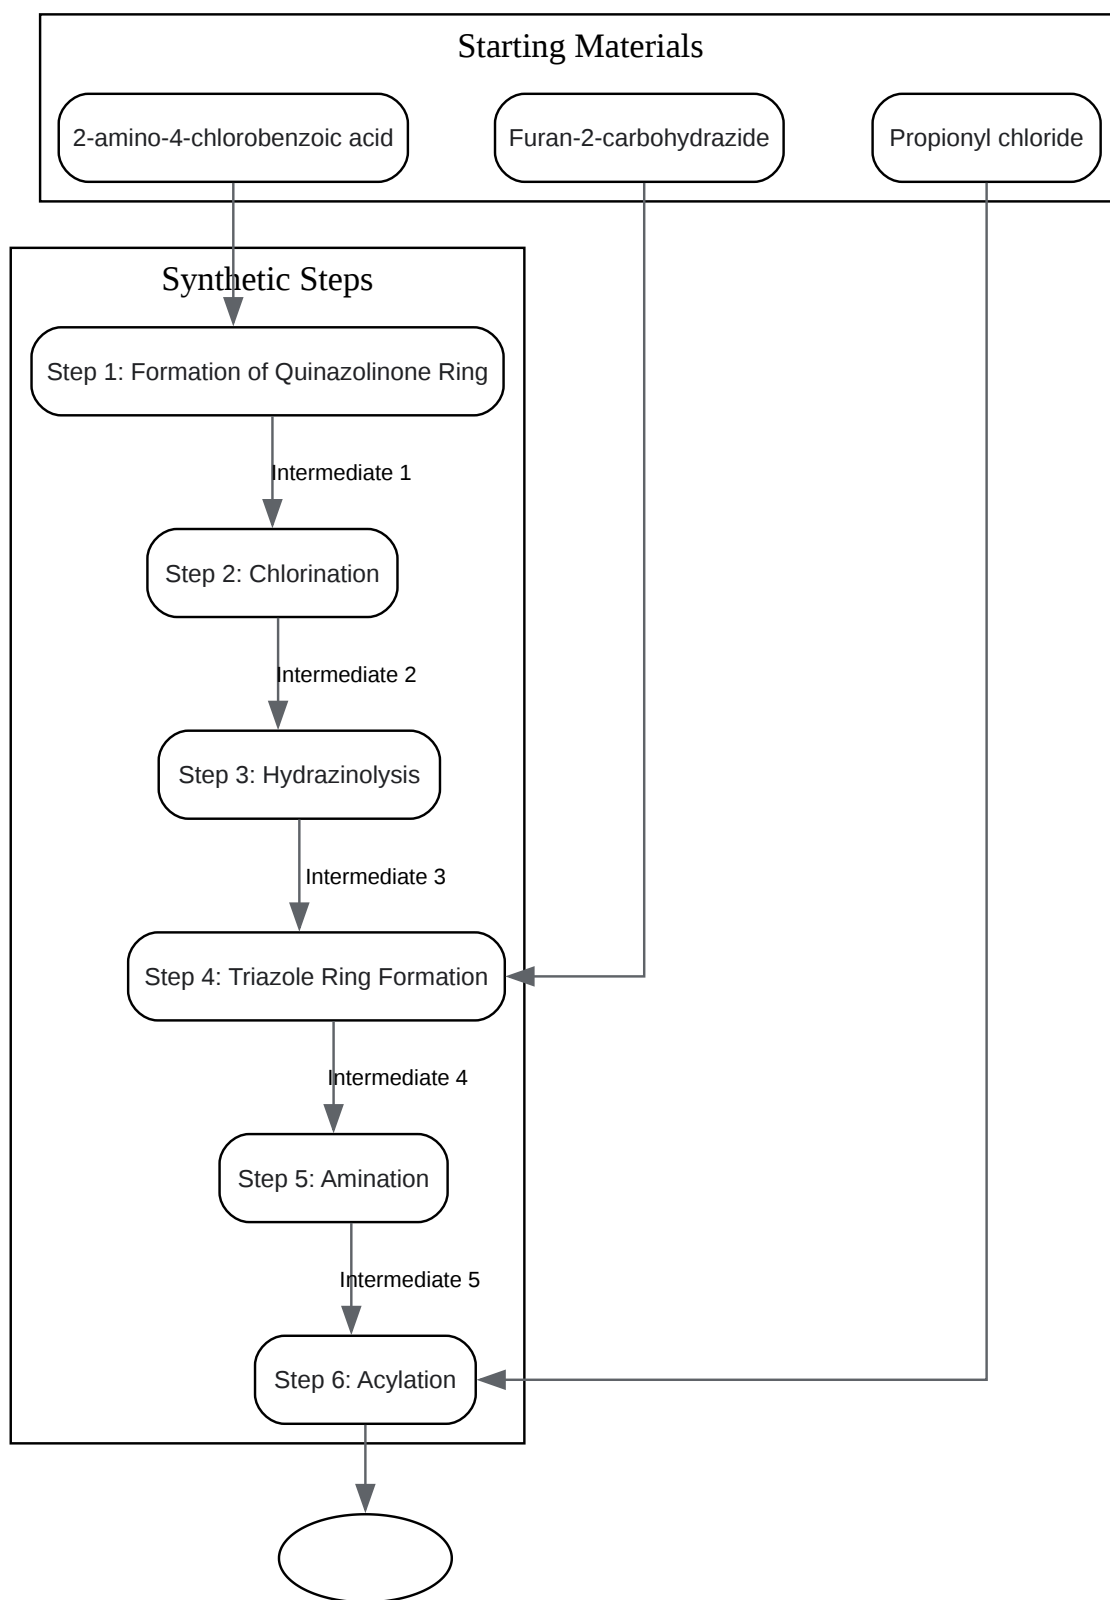 Starting Materials
2-amino-4-chlorobenzoic acid
Furan-2-carbohydrazide
Propionyl chloride
Synthetic Steps
Step 1: Formation of Quinazolinone Ring
Intermediate 1
Step 2: Chlorination
Intermediate 2
Step 3: Hydrazinolysis
Intermediate 3
Step 4: Triazole Ring Formation
Intermediate 4
Step 5: Amination
Intermediate 5
Step 6: Acylation